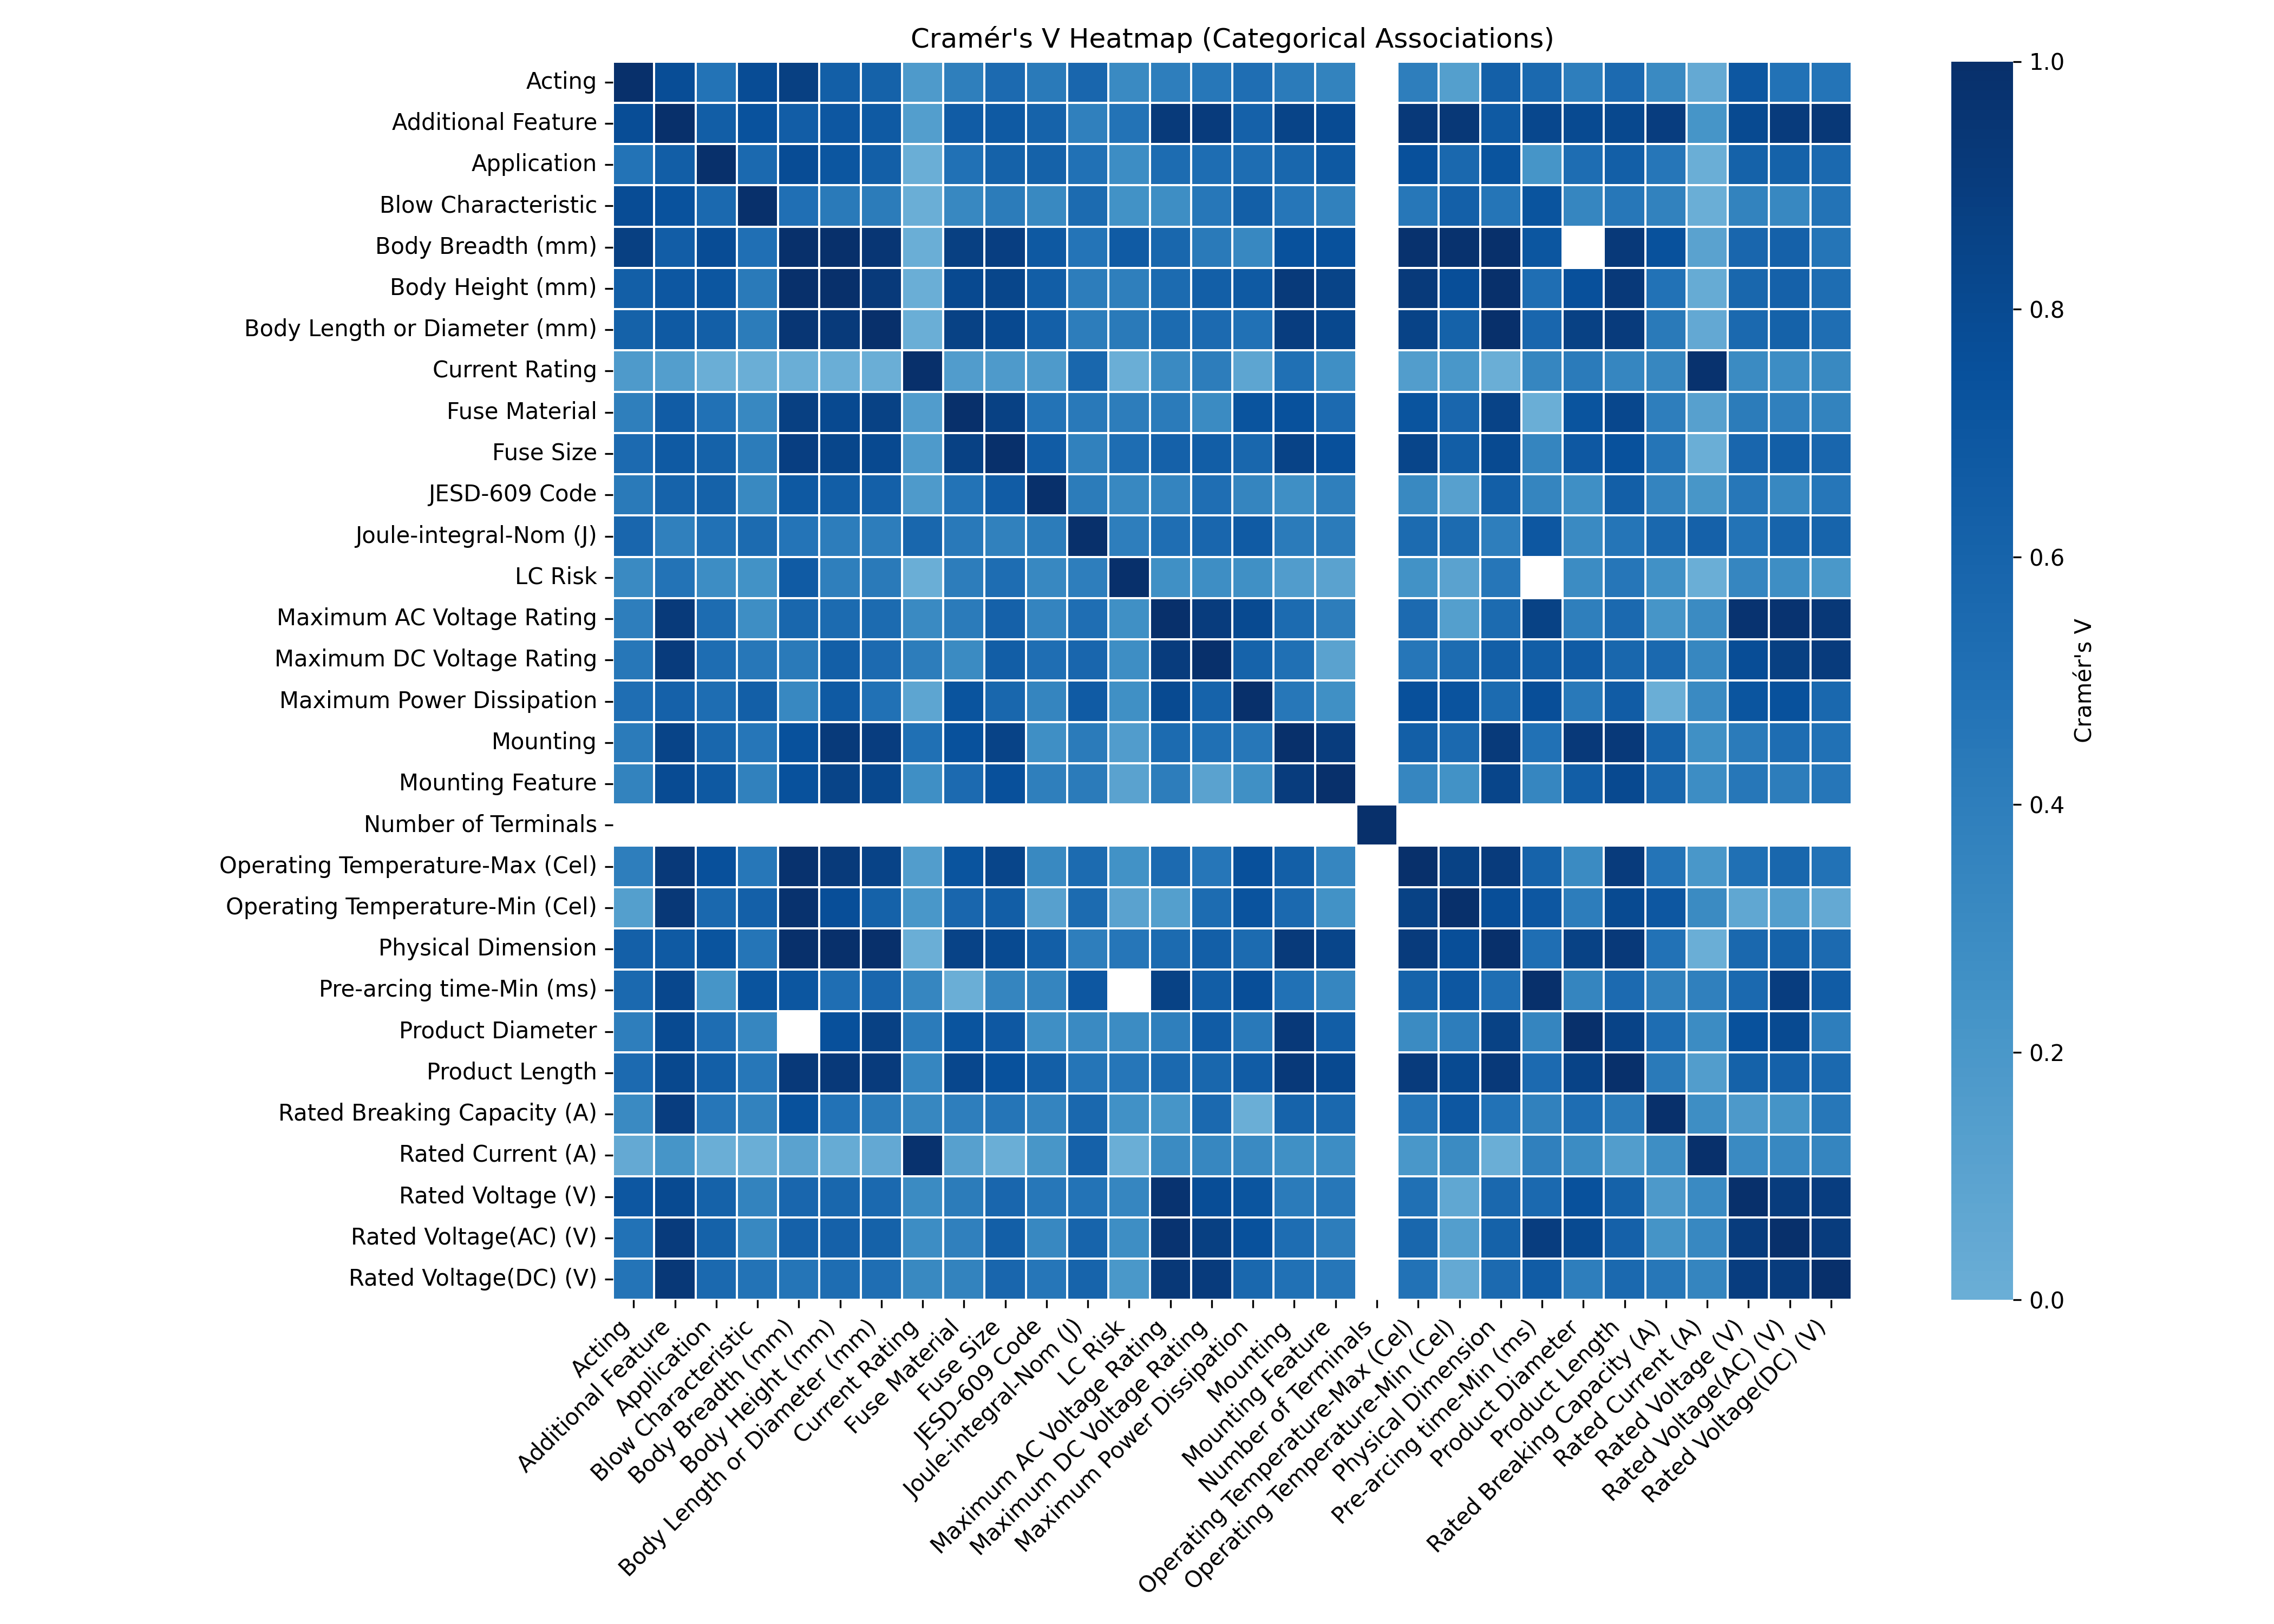 Cramér's V Heatmap (Categorical Associations)
Acting
Additional Feature
Application
Blow Characteristic
Body Breadth (mm)
Body Height (mm)
Body Length or Diameter (mm)
Current Rating
Fuse Material
Fuse Size
JESD-609 Code
Joule-integral-Nom (J)
LC Risk
Maximum AC Voltage Rating
Maximum DC Voltage Rating
Maximum Power Dissipation
Mounting
Mounting Feature
Number of Terminals
Operating Temperature-Max (Cel)
Operating Temperature-Min (Cel)
Physical Dimension
Pre-arcing time-Min (ms)
Product Diameter
Product Length
Rated Breaking Capacity (A)
Rated Current (A)
Rated Voltage (V)
Rated Voltage(AC) (V)
Rated Voltage(DC) (V)
Acting
Additional Feature
Application
Blow Characteristic
Body Breadth (mm)
Body Height (mm)
Body Length or Diameter (mm)
Current Rating
Fuse Material
Fuse Size
JESD-609 Code
Joule-integral-Nom (J)
LC Risk
Maximum AC Voltage Rating
Maximum DC Voltage Rating
Maximum Power Dissipation
Mounting
Mounting Feature
Number of Terminals
Operating Temperature-Max (Cel)
Operating Temperature-Min (Cel)
Physical Dimension
Pre-arcing time-Min (ms)
Product Diameter
Product Length
Rated Breaking Capacity (A)
Rated Current (A)
Rated Voltage (V)
Rated Voltage(AC) (V)
Rated Voltage(DC) (V)
1.0
0.8
0.6
0.4
0.2
0.0
Cramér's V